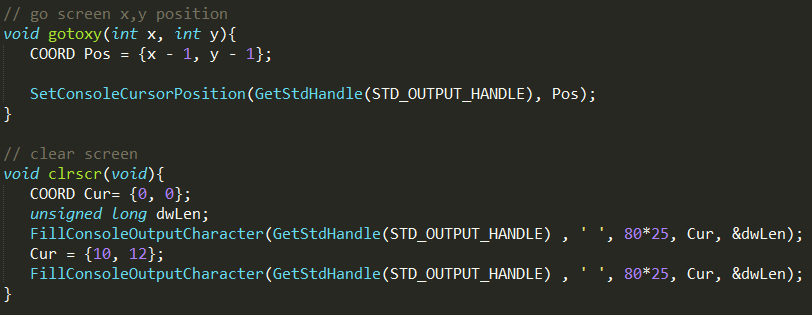 // go screen x,y position
void gotoxy(int x, int y){
COORD Pos = {x - 1, y - 1};
SetConsoleCursorPosition(GetStdHandle(STD_OUTPUT_HANDLE), Pos);
}
// clear screen
void clrscr(void){
COORD Cur= {0, 0};
unsigned long dwLen;
FillConsoleOutputCharacter(GetStdHandle(STD_OUTPUT_HANDLE) , ' ', 80*25, Cur, &dwLen);
Cur = {10, 12};
FillConsoleOutputCharacter(GetStdHandle(STD_OUTPUT_HANDLE) , ' ', 80*25, Cur, &dwLen);
}